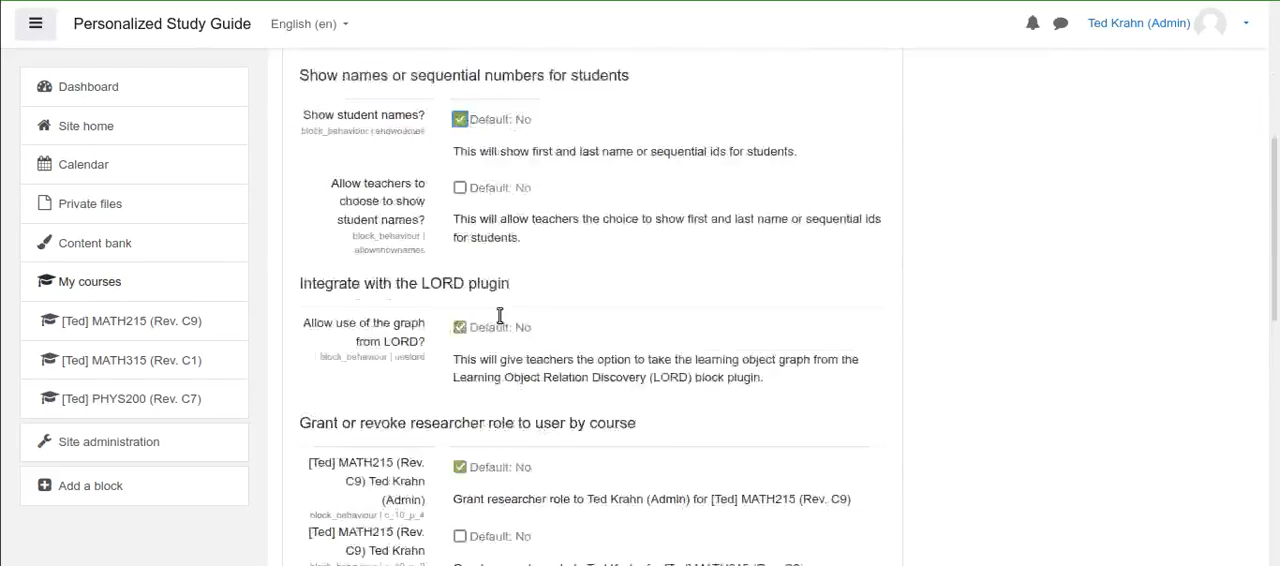 Personalized Study Guide
English (en)
Ted Krahn (Admin)
Dashboard
Site home
Calendar
Private files
Content bank
My courses
[Ted] MATH215 (Rev. C9)
[Ted] MATH315 (Rev. C1)
[Ted] PHYS200 (Rev. C7)
Site administration
Add a block
Show names or sequential numbers for students
Show student names?
block_behaviour | shownames
Default: No
This will show first and last name or sequential ids for students.
Allow teachers to
choose to show
student names?
block_behaviour |
allowshownames
Default: No
This will allow teachers the choice to show first and last name or sequential ids
for students.
Integrate with the LORD plugin
Allow use of the graph
from LORD?
block_behaviour | uselord
Default: No
This will give teachers the option to take the learning object graph from the
Learning Object Relation Discovery (LORD) block plugin.
Grant or revoke researcher role to user by course
[Ted] MATH215 (Rev.
C9) Ted Krahn
(Admin)
Default: No
Grant researcher role to Ted Krahn (Admin) for [Ted] MATH215 (Rev. C9)
[Ted] MATH215 (Rev.
C9) Ted Krahn
Default: No